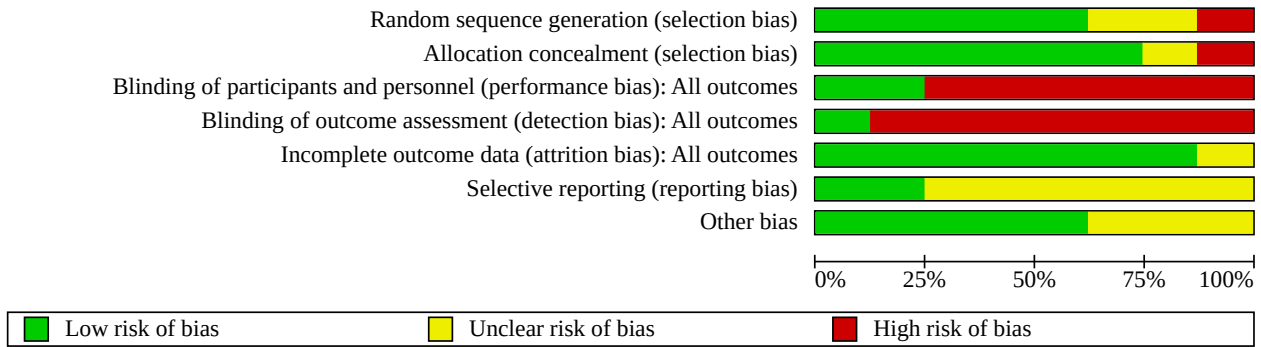 Random sequence generation (selection bias)
Allocation concealment (selection bias)
Blinding of participants and personnel (performance bias): All outcomes
Blinding of outcome assessment (detection bias): All outcomes
Incomplete outcome data (attrition bias): All outcomes
Selective reporting (reporting bias)
Other bias
0% 25% 50% 75% 100%
Low risk of bias Unclear risk of bias High risk of bias